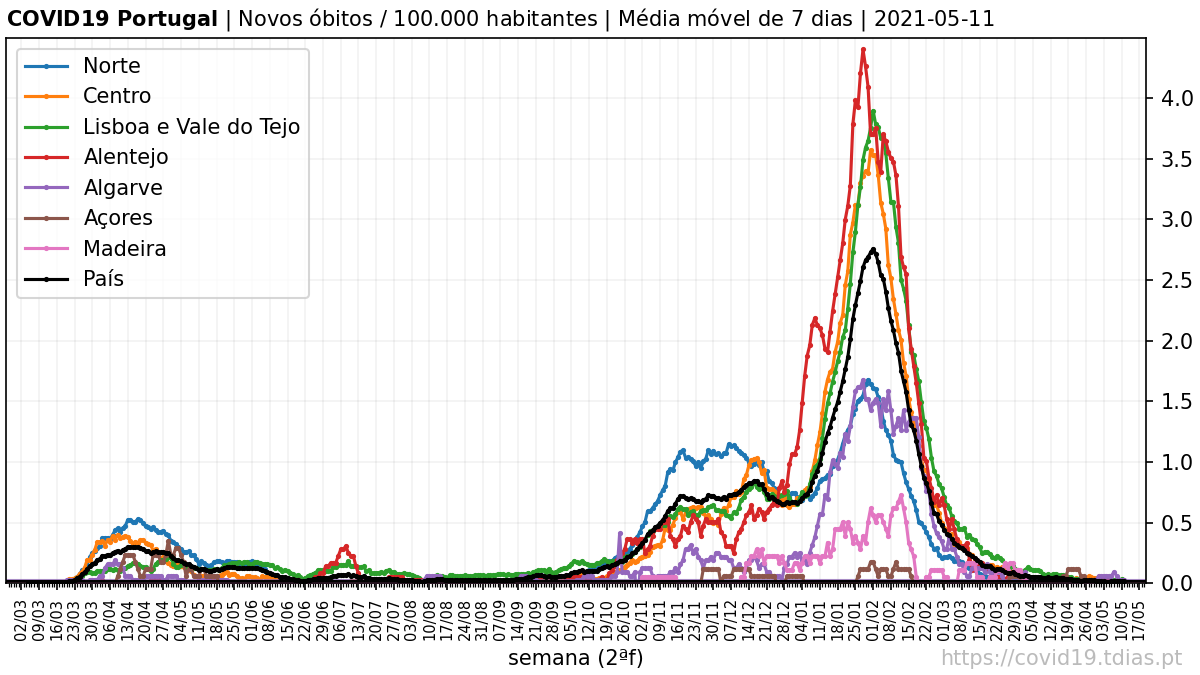 COVID19 Portugal | Novos óbitos / 100.000 habitantes | Média móvel de 7 dias | 2021-05-11
Norte
Centro
Lisboa e Vale do Tejo
Alentejo
Algarve
Açores
Madeira
País
4.0
3.5
3.0
2.5
2.0
1.5
1.0
0.5
0.0
02/03 09/03 16/03 23/03 30/03 06/04 13/04 20/04 27/04 04/05 11/05 18/05 25/05 01/06 08/06 15/06 22/06 29/06 06/07 13/07 20/07 27/07 03/08 10/08 17/08 24/08 31/08 07/09 14/09 21/09 28/09 05/10 12/10 19/10 26/10 02/11 09/11 16/11 23/11 30/11 07/12 14/12 21/12 28/12 04/01 11/01 18/01 25/01 01/02 08/02 15/02 22/02 01/03 08/03 15/03 22/03 29/03 05/04 12/04 19/04 26/04 03/05 10/05 17/05
semana (2ªf)
https://covid19.tdias.pt